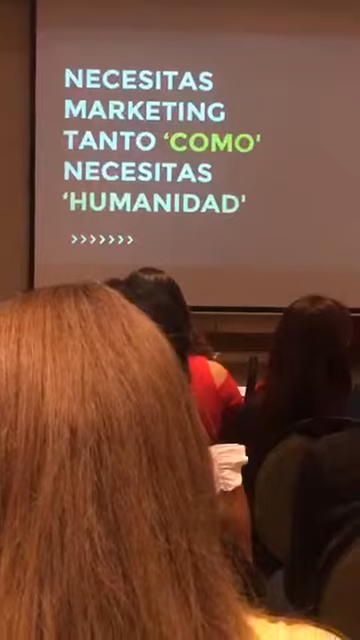 NECESITAS
MARKETING
TANTO ‘COMO'
NECESITAS
‘HUMANIDAD'
>>>>>>>